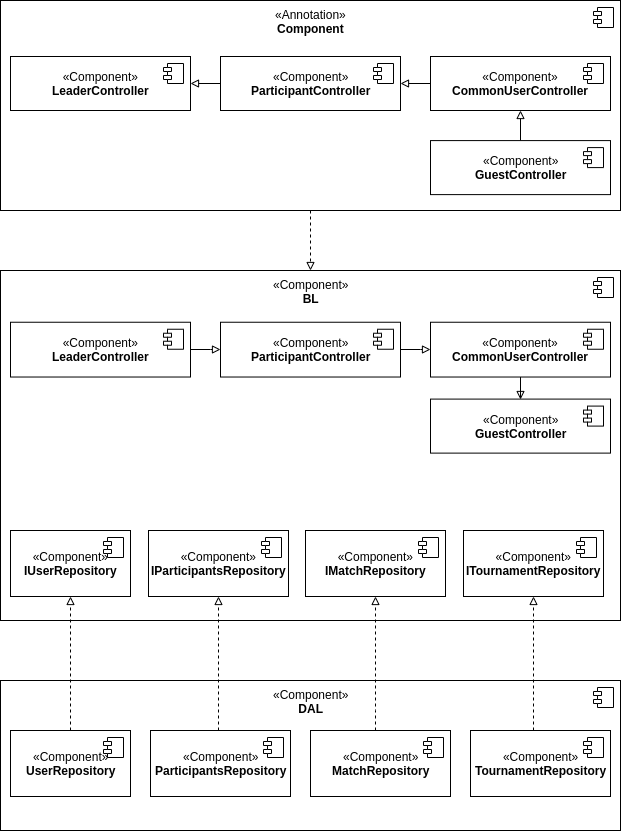 «Annotation»
Component
«Component»
LeaderController
«Component»
ParticipantController
«Component»
CommonUserController
«Component»
GuestController
«Component»
BL
«Component»
LeaderController
«Component»
ParticipantController
«Component»
CommonUserController
«Component»
GuestController
«Component»
IUserRepository
«Component»
IParticipantsRepository
«Component»
IMatchRepository
«Component»
ITournamentRepository
«Component»
DAL
«Component»
UserRepository
«Component»
ParticipantsRepository
«Component»
MatchRepository
«Component»
TournamentRepository